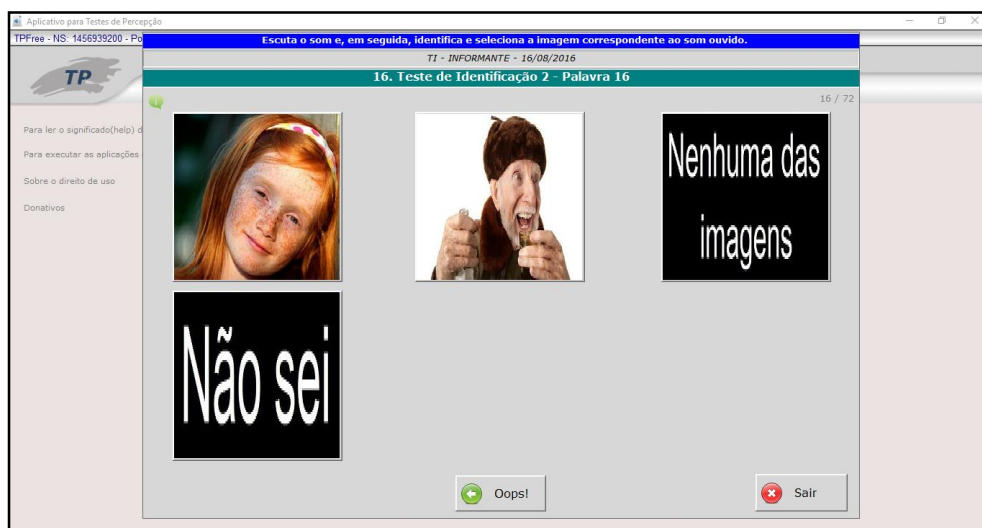 Aplicativo para Testes de Percepção
TPFree - NS: 1456939200 - Po
Escuta o som e, em seguida, identifica e seleciona a imagem correspondente ao som ouvido.
TI - INFORMANTE - 16/08/2016
TP
16. Teste de Identificação 2 - Palavra 16
16 / 72
Para ler o significado(help) d
Para executar as aplicações
Sobre o direito de uso
Donativos
Nenhuma das
imagens
Não sei
Oops!
Sair